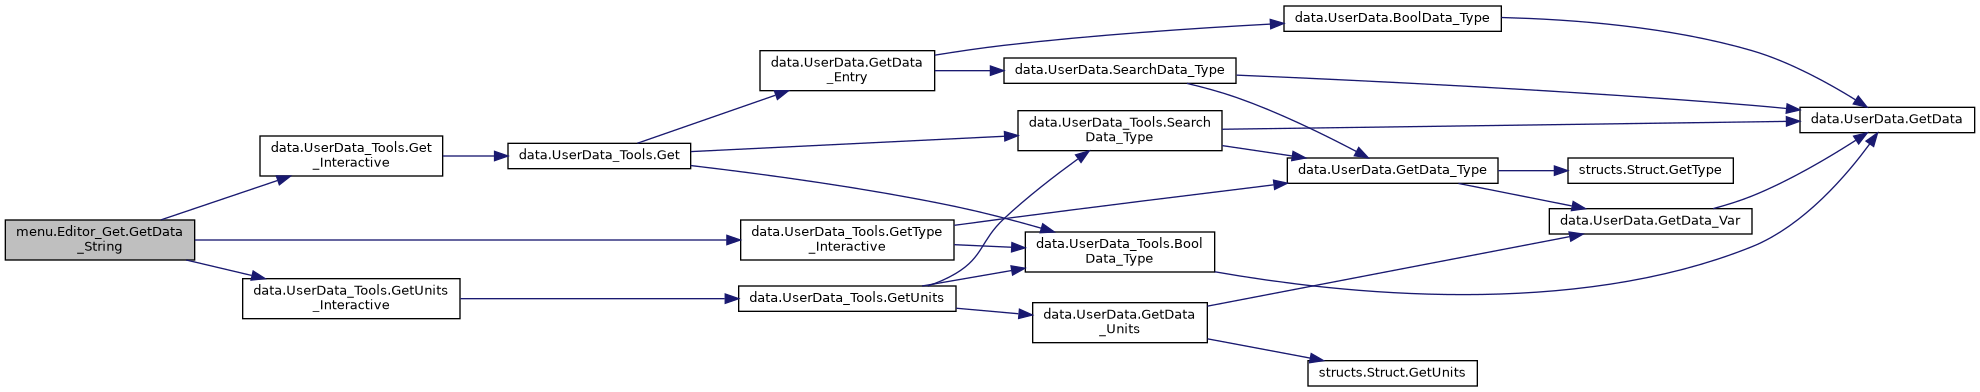 menu.Editor_Get.GetData
_String
data.UserData_Tools.Get
_Interactive
data.UserData_Tools.GetUnits
_Interactive
data.UserData_Tools.Get
data.UserData.GetData
_Entry
data.UserData_Tools.GetType
_Interactive
data.UserData_Tools.GetUnits
data.UserData.BoolData_Type
data.UserData.SearchData_Type
data.UserData_Tools.Search
Data_Type
data.UserData_Tools.Bool
Data_Type
data.UserData.GetData
_Units
data.UserData.GetData_Type
structs.Struct.GetUnits
structs.Struct.GetType
data.UserData.GetData_Var
data.UserData.GetData